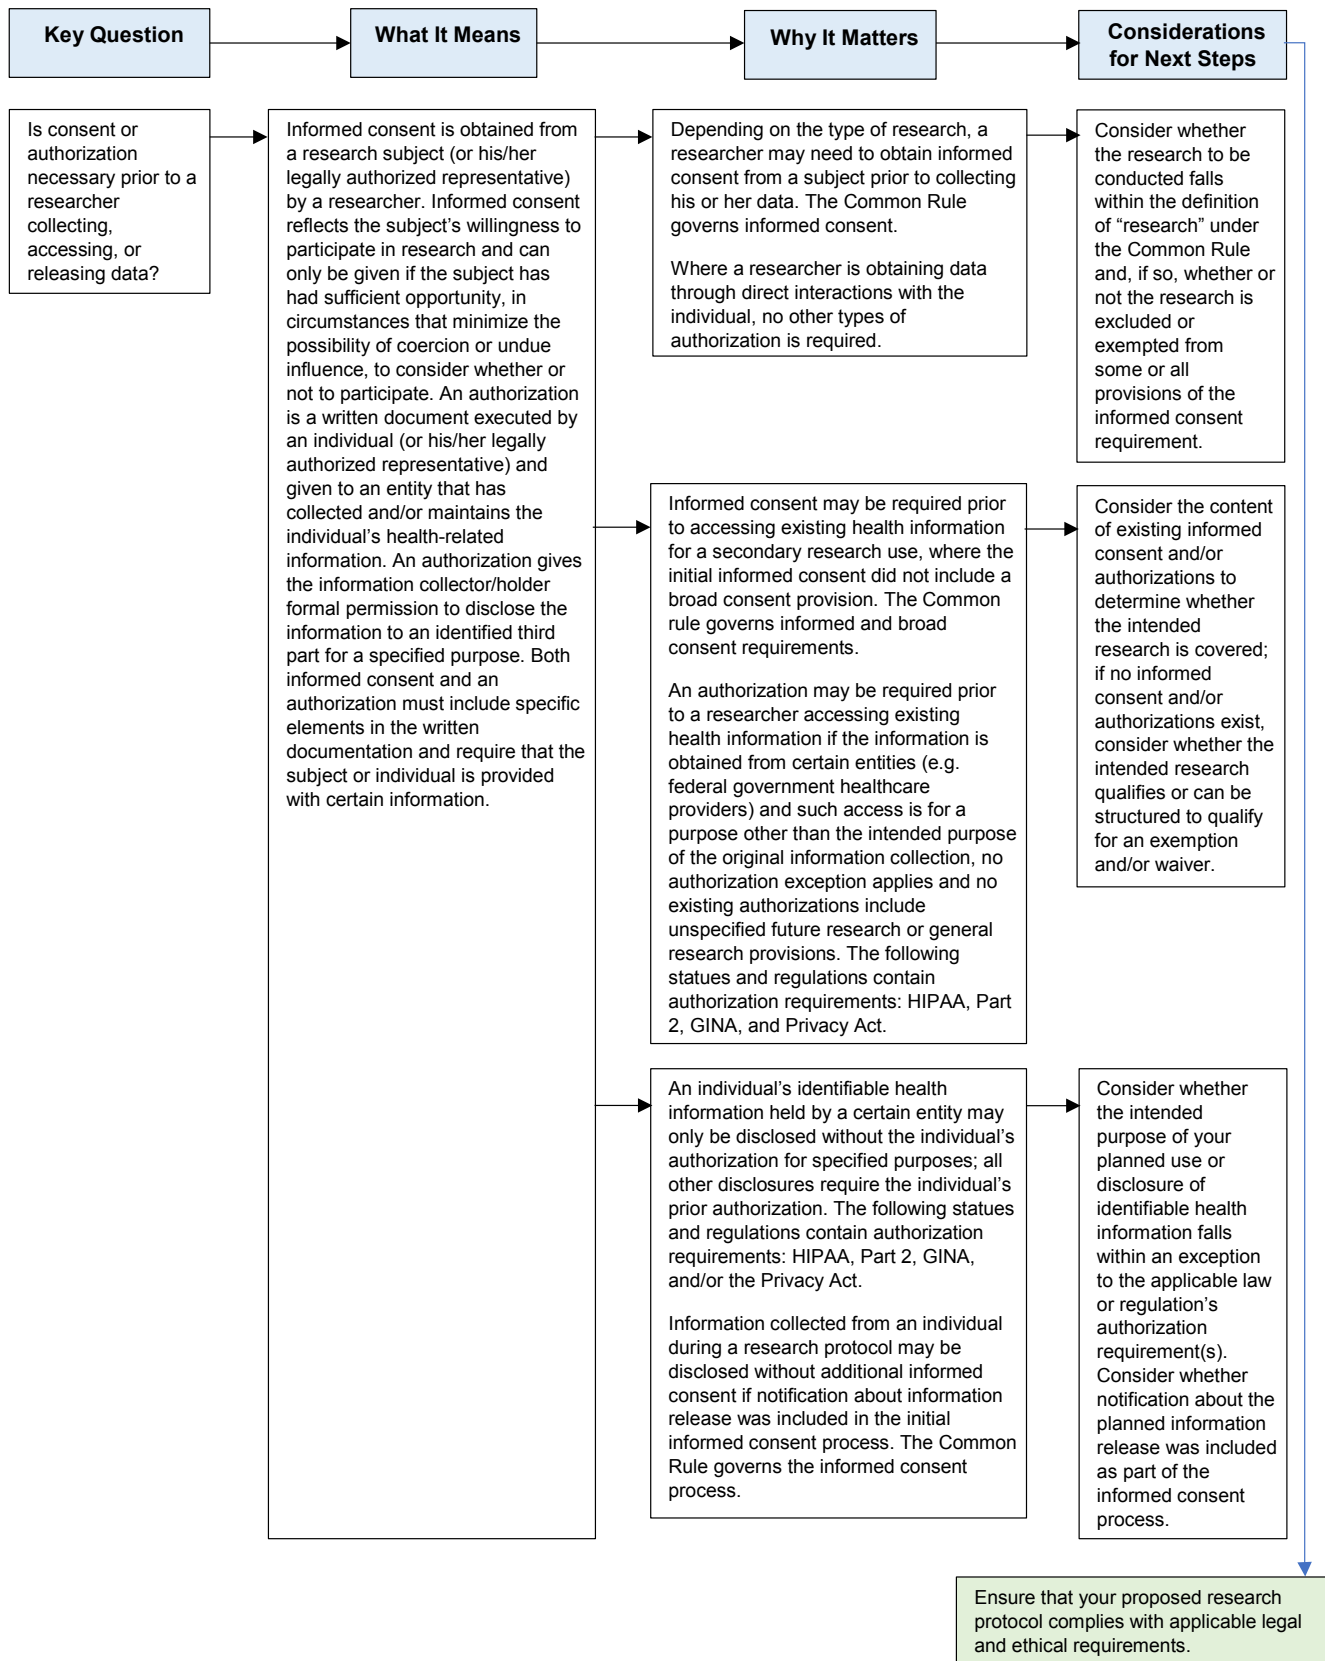 Key Question
What It Means
Why It Matters
Considerations
for Next Steps
Is consent or
authorization
necessary prior to a
researcher
collecting,
accessing, or
releasing data?
Informed consent is obtained from
a research subject (or his/her
legally authorized representative)
by a researcher. Informed consent
reflects the subject’s willingness to
participate in research and can
only be given if the subject has
had sufficient opportunity, in
circumstances that minimize the
possibility of coercion or undue
influence, to consider whether or
not to participate. An authorization
is a written document executed by
an individual (or his/her legally
authorized representative) and
given to an entity that has
collected and/or maintains the
individual’s health-related
information. An authorization gives
the information collector/holder
formal permission to disclose the
information to an identified third
part for a specified purpose. Both
informed consent and an
authorization must include specific
elements in the written
documentation and require that the
subject or individual is provided
with certain information.
Depending on the type of research, a
researcher may need to obtain informed
consent from a subject prior to collecting
his or her data. The Common Rule
governs informed consent.
Where a researcher is obtaining data
through direct interactions with the
individual, no other types of
authorization is required.
Consider whether
the research to be
conducted falls
within the definition
of “research” under
the Common Rule
and, if so, whether or
not the research is
excluded or
exempted from
some or all
provisions of the
informed consent
requirement.
Informed consent may be required prior
to accessing existing health information
for a secondary research use, where the
initial informed consent did not include a
broad consent provision. The Common
rule governs informed and broad
consent requirements.
An authorization may be required prior
to a researcher accessing existing
health information if the information is
obtained from certain entities (e.g.
federal government healthcare
providers) and such access is for a
purpose other than the intended purpose
of the original information collection, no
authorization exception applies and no
existing authorizations include
unspecified future research or general
research provisions. The following
statues and regulations contain
authorization requirements: HIPAA, Part
2, GINA, and Privacy Act.
Consider the content
of existing informed
consent and/or
authorizations to
determine whether
the intended
research is covered;
if no informed
consent and/or
authorizations exist,
consider whether the
intended research
qualifies or can be
structured to qualify
for an exemption
and/or waiver.
An individual’s identifiable health
information held by a certain entity may
only be disclosed without the individual’s
authorization for specified purposes; all
other disclosures require the individual’s
prior authorization. The following statues
and regulations contain authorization
requirements: HIPAA, Part 2, GINA,
and/or the Privacy Act.
Information collected from an individual
during a research protocol may be
disclosed without additional informed
consent if notification about information
release was included in the initial
informed consent process. The Common
Rule governs the informed consent
process.
Consider whether
the intended
purpose of your
planned use or
disclosure of
identifiable health
information falls
within an exception
to the applicable law
or regulation’s
authorization
requirement(s).
Consider whether
notification about the
planned information
release was included
as part of the
informed consent
process.
Ensure that your proposed research
protocol complies with applicable legal
and ethical requirements.